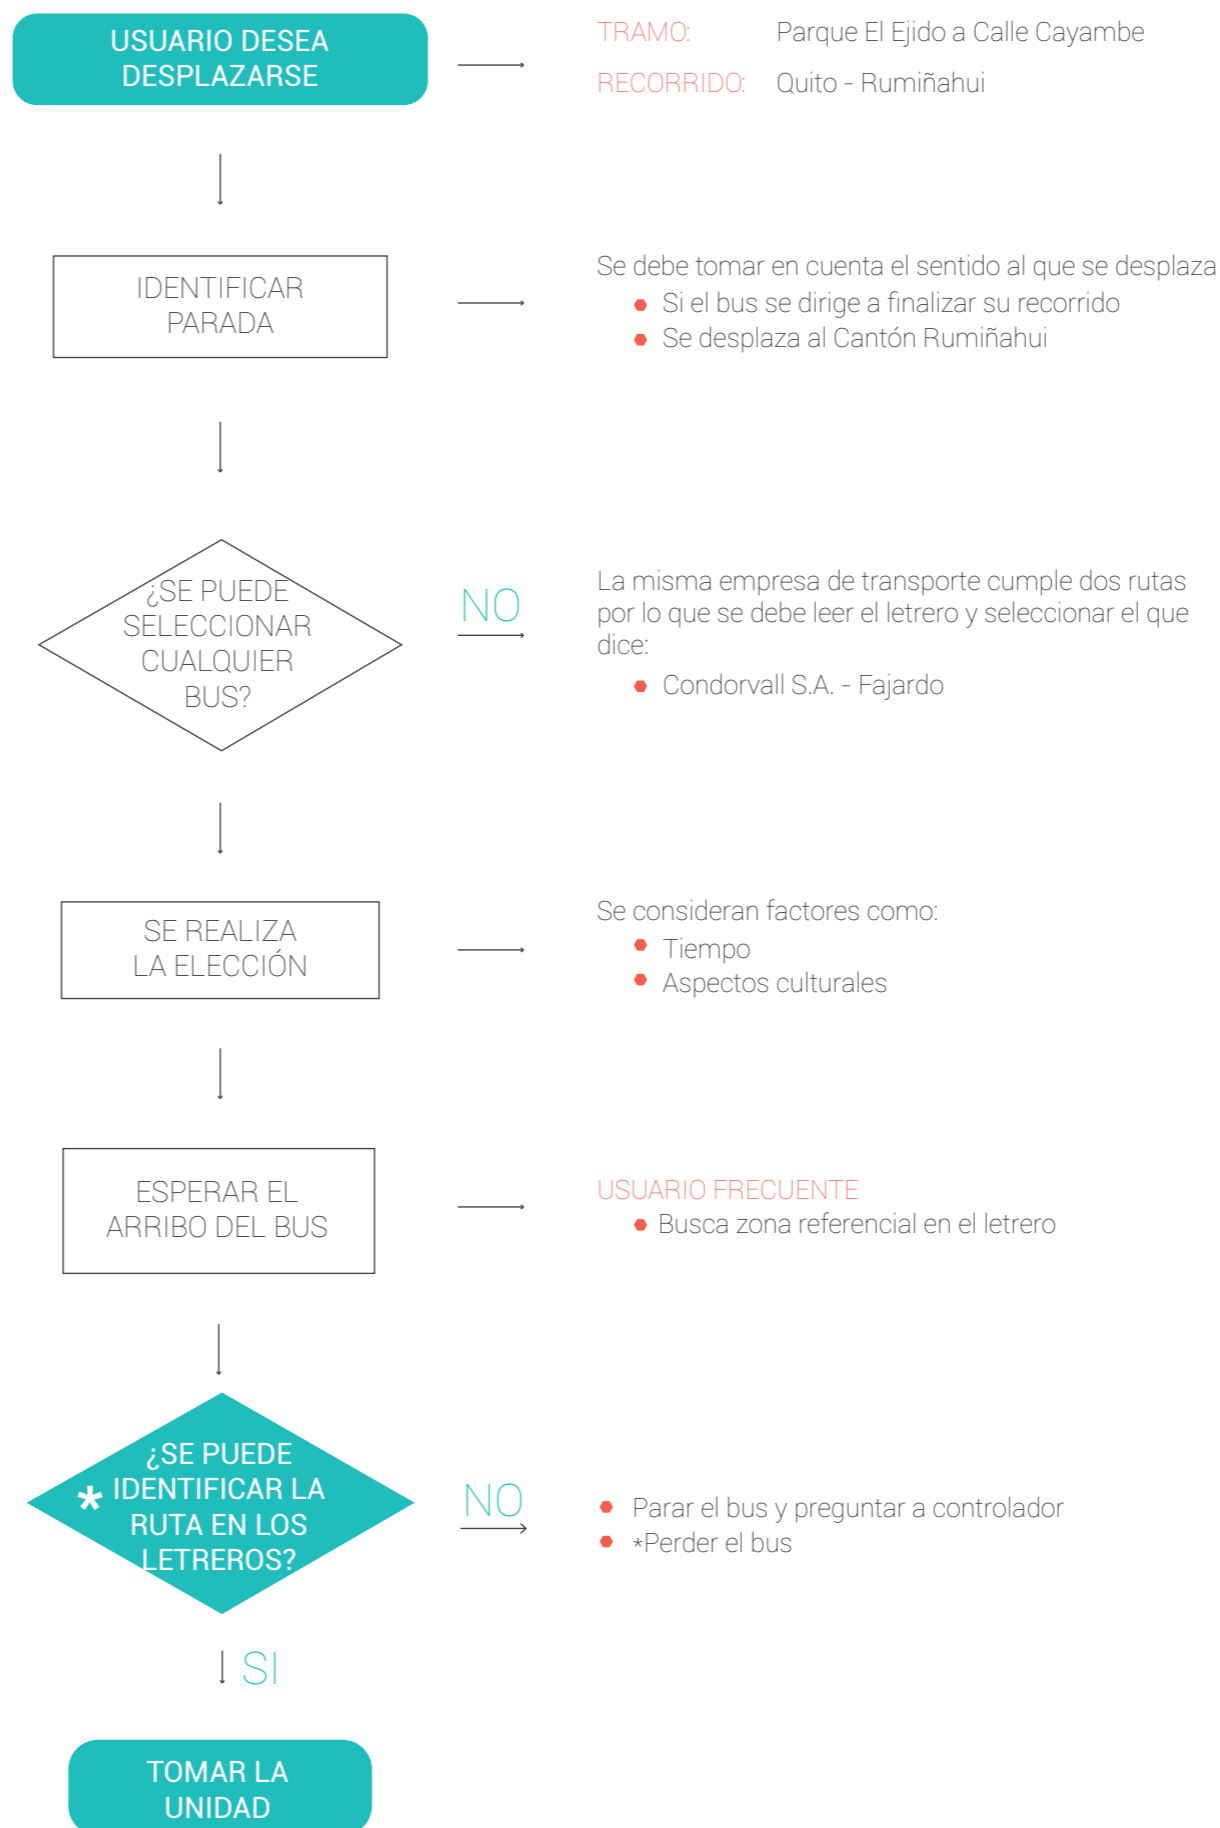 USUARIO DESEA
DESPLAZARSE
TRAMO: Parque El Ejido a Calle Cayambe
RECORRIDO: Quito - Rumiñahui
IDENTIFICAR
PARADA
Se debe tomar en cuenta el sentido al que se desplaza
Si el bus se dirige a finalizar su recorrido
Se desplaza al Cantón Rumiñahui
¿SE PUEDE
SELECCIONAR
CUALQUIER
BUS?
NO
La misma empresa de transporte cumple dos rutas
por lo que se debe leer el letrero y seleccionar el que
dice:
Condorvall S.A. - Fajardo
SE REALIZA
LA ELECCIÓN
Se consideran factores como:
Tiempo
Aspectos culturales
ESPERAR EL
ARRIBO DEL BUS
USUARIO FRECUENTE
Busca zona referencial en el letrero
¿SE PUEDE
* IDENTIFICAR LA
RUTA EN LOS
LETREROS?
NO
Parar el bus y preguntar a controlador
*Perder el bus
SI
TOMAR LA
UNIDAD